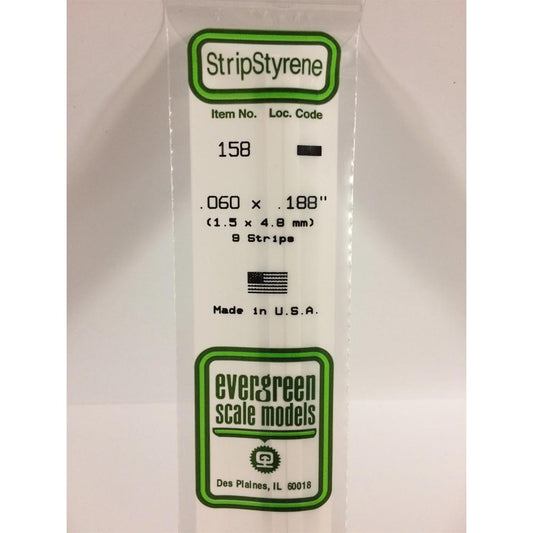 StripStyrene
Item No. Loc. Code
158
.060 x .188"
(1.5 x 4.8 mm)
9 Strips
Made in U.S.A.
evergreen
scale models
Des Plaines, IL 60018